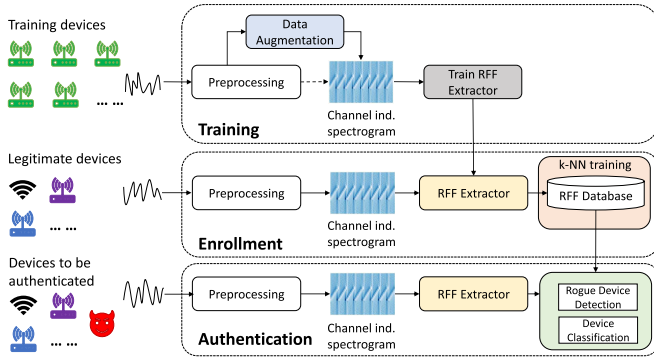 Training devices
... ...
Data
Augmentation
Preprocessing
Channel ind.
spectrogram
Train RFF
Extractor
Training
Legitimate devices
... ...
Preprocessing
Channel ind.
spectrogram
RFF Extractor
k-NN training
RFF Database
Enrollment
Devices to be
authenticated
... ...
Preprocessing
Channel ind.
spectrogram
RFF Extractor
Rogue Device
Detection
Device
Classification
Authentication